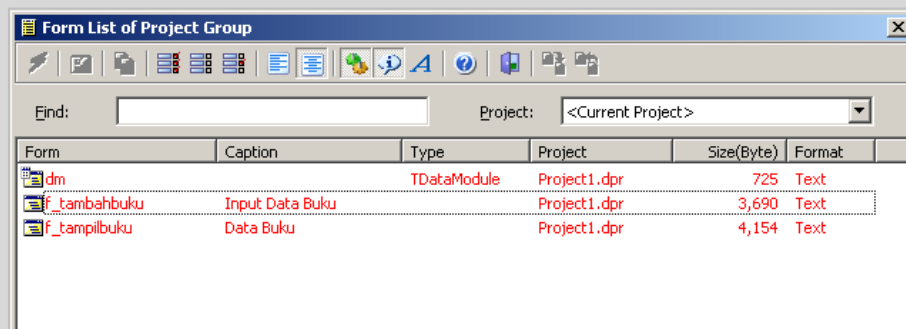 Form List of Project Group
A
Find:
Project: <Current Project>
Form Caption Type Project Size(Byte) Format
dm TDataModule Project1.dpr 725 Text
f_tambahbuku Input Data Buku Project1.dpr 3,690 Text
f_tampilbuku Data Buku Project1.dpr 4,154 Text